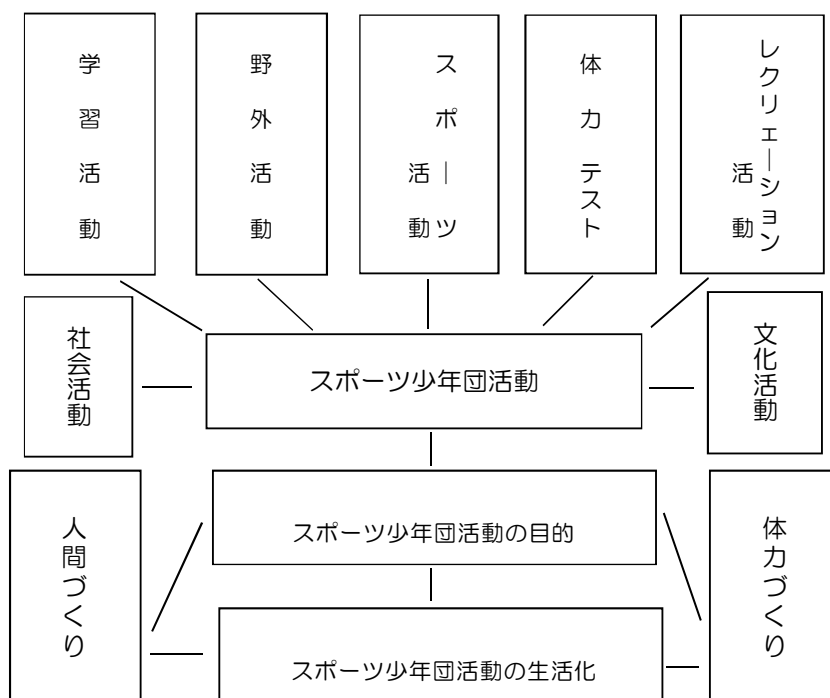 学習活動
野外活動
スポーツ
活動
体力テスト
レクリェーション
活動
社会活動
スポーツ少年団活動
文化活動
人間づくり
スポーツ少年団活動の目的
体力づくり
スポーツ少年団活動の生活化